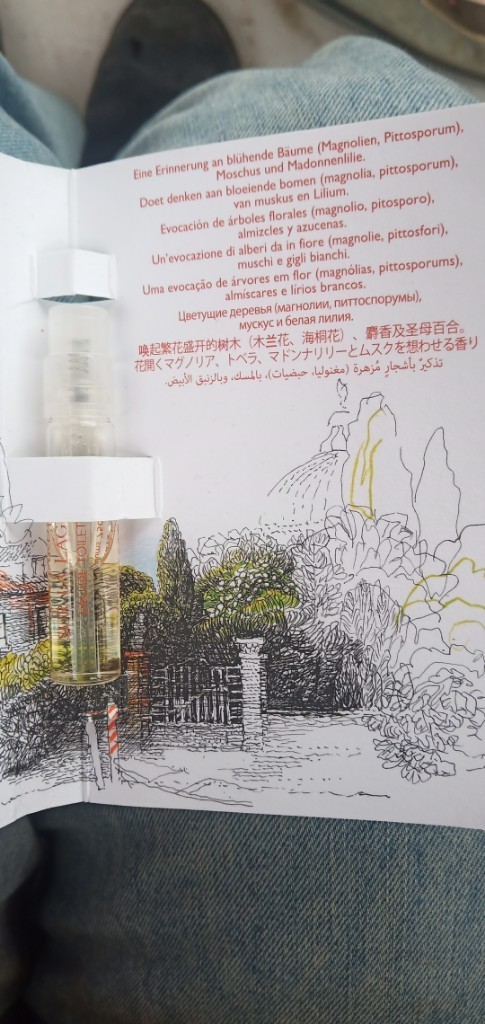 Eine Erinnerung an blühende Bäume (Magnolien, Pittosporum),
Moschus und Madonnenlilie.
Doet denken aan bloeiende bomen (magnolia, pittosporum),
van muskus en Lilium.
Evocación de árboles florales (magnolio, pitosporo),
almizcles y azucenas.
Un'evocazione di alberi da in fiore (magnolie, pittosfori),
muschi e gigli bianchi.
Uma evocação de árvores em flor (magnólias, pittosporums),
almíscares e lírios brancos.
Цветущие деревья (магнолии, питтоспорумы),
мускус и белая лилия.
喚起繁花盛开的树木（木兰花、海桐花）、麝香及圣母百合。
花開くマグノリア、トベラ、マドンナリリーとムスクを想わせる香り
تذكيرٌ بأشجارٍ مُزهرة (مغنوليا، حبضيات)، بالمسك، وبالزنبق الأبيض.